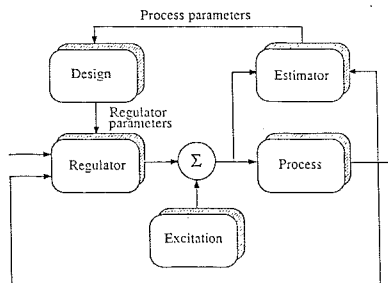 Process parameters
Design
Estimator
Regulator
parameters
Regulator
Σ
Process
Excitation